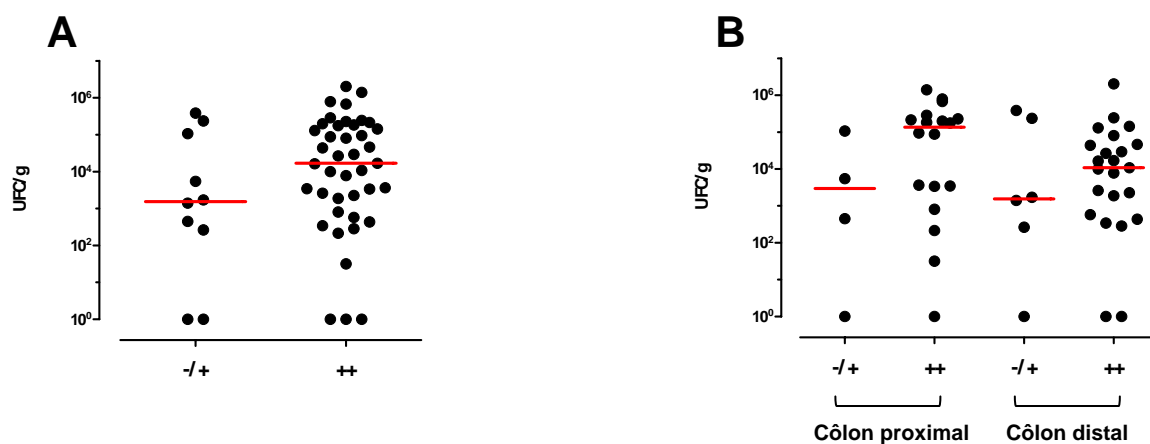 A
UFC/g
10⁶
10⁴
10²
10⁰
-/+
++
B
UFC/g
10⁶
10⁴
10²
10⁰
-/+
++
-/+
++
Côlon proximal
Côlon distal